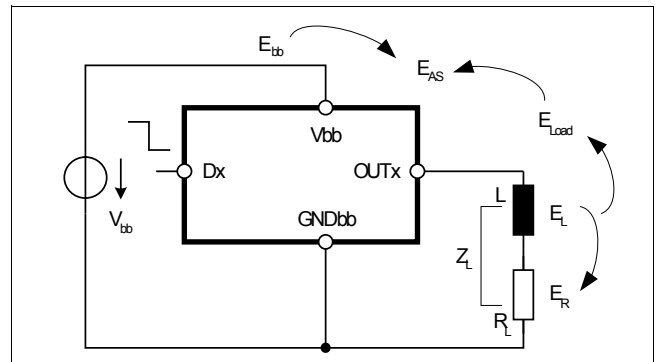 E_bb
E_AS
Vbb
E_Load
Dx
OUTx
V_bb
GNDbb
L
E_L
Z_L
R_L
E_R